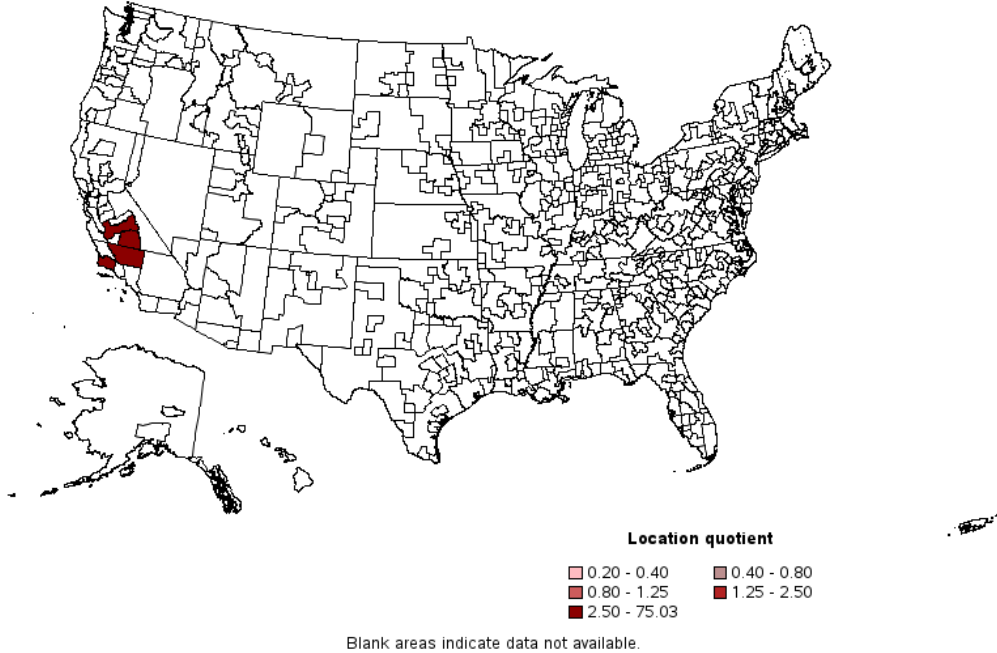 Location quotient
0.20 - 0.40 0.40 - 0.80
0.80 - 1.25 1.25 - 2.50
2.50 - 75.03
Blank areas indicate data not available.